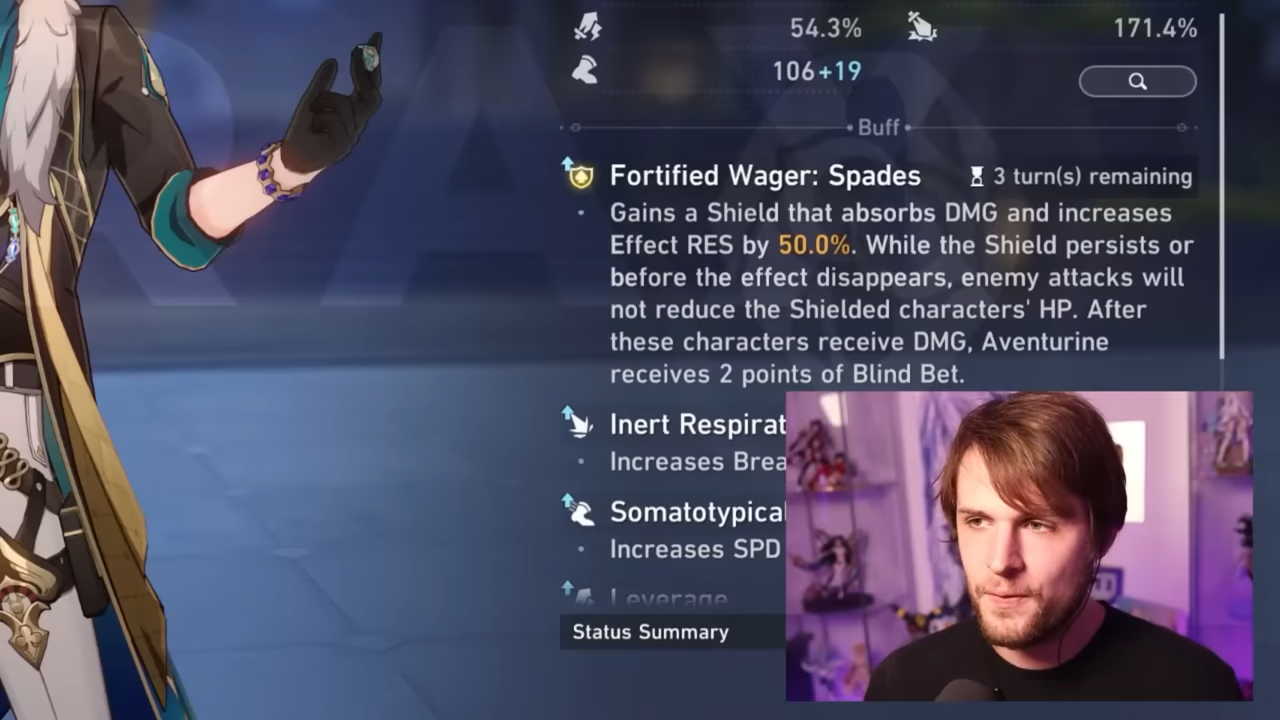 54.3%
171.4%
106+19
Buff
Fortified Wager: Spades
3 turn(s) remaining
Gains a Shield that absorbs DMG and increases
Effect RES by 50.0%. While the Shield persists or
before the effect disappears, enemy attacks will
not reduce the Shielded characters' HP. After
these characters receive DMG, Aventurine
receives 2 points of Blind Bet.
Inert Respirat
Increases Brea
Somatotypical
Increases SPD
Leverage
Status Summary